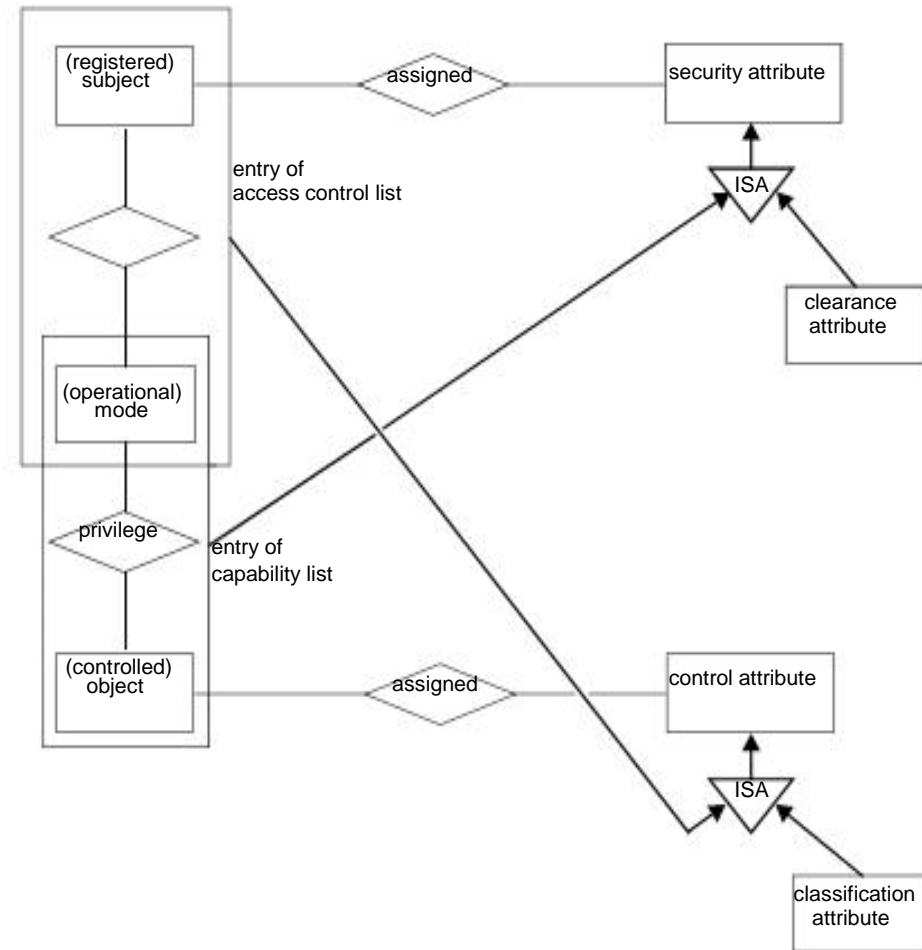 (registered)
subject
assigned
security attribute
entry of
access control list
ISA
clearance
attribute
(operational)
mode
privilege
entry of
capability list
(controlled)
object
assigned
control attribute
ISA
classification
attribute